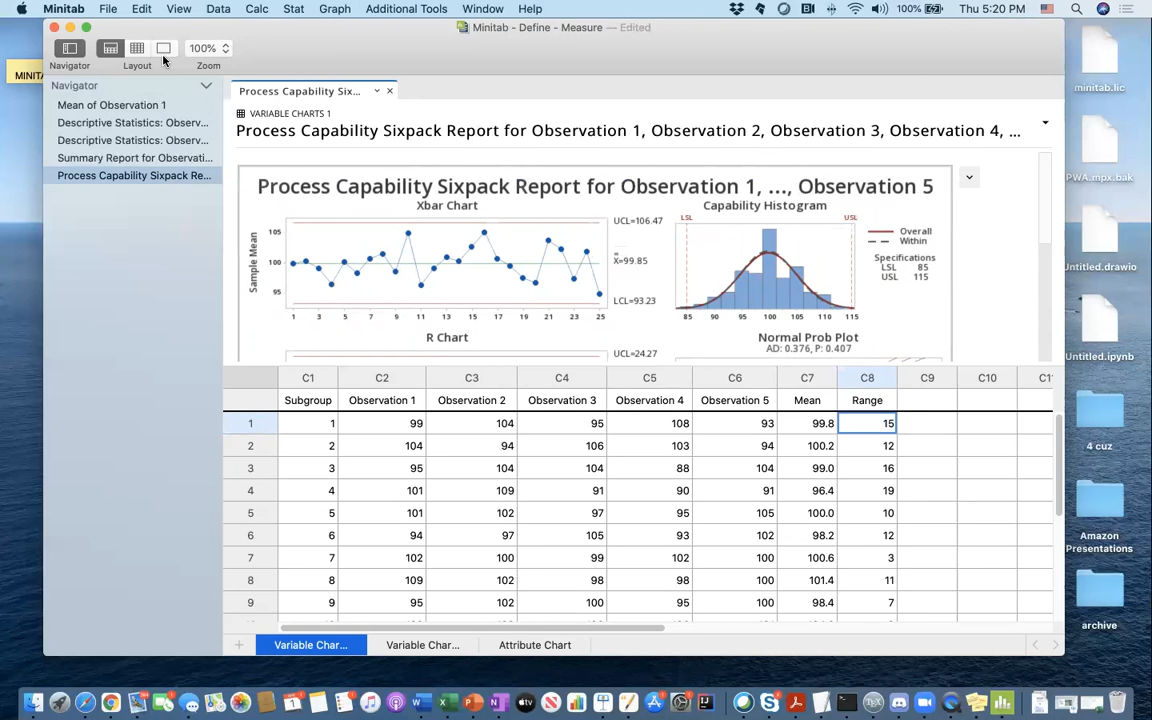 Minitab File Edit View Data Calc Stat Graph Additional Tools Window Help 100% Thu 5:20 PM
Minitab - Define - Measure — Edited
100%
Navigator Layout Zoom
MINITA
Navigator
Mean of Observation 1
Descriptive Statistics: Observ...
Descriptive Statistics: Observ...
Summary Report for Observati...
Process Capability Sixpack Re...
Process Capability Six...
VARIABLE CHARTS 1
Process Capability Sixpack Report for Observation 1, Observation 2, Observation 3, Observation 4, ...
Process Capability Sixpack Report for Observation 1, ..., Observation 5
Xbar Chart
Sample Mean
105
100
95
UCL=106.47
X=99.85
LCL=93.23
1 3 5 7 9 11 13 15 17 19 21 23 25
Capability Histogram
LSL USL
Overall
Within
Specifications
LSL 85
USL 115
85 90 95 100 105 110 115
R Chart
UCL=24.27
Normal Prob Plot
AD: 0.376, P: 0.407
C1 C2 C3 C4 C5 C6 C7 C8 C9 C10 C1
Subgroup Observation 1 Observation 2 Observation 3 Observation 4 Observation 5 Mean Range
1 1 99 104 95 108 93 99.8 15
2 2 104 94 106 103 94 100.2 12
3 3 95 104 104 88 104 99.0 16
4 4 101 109 91 90 91 96.4 19
5 5 101 102 97 95 105 100.0 10
6 6 94 97 105 93 102 98.2 12
7 7 102 100 99 102 100 100.6 3
8 8 109 102 98 98 100 101.4 11
9 9 95 102 100 95 100 98.4 7
Variable Char... Variable Char... Attribute Chart
minitab.lic
PWA.mpx.bak
Untitled.drawio
Untitled.ipynb
4 cuz
Amazon
Presentations
archive